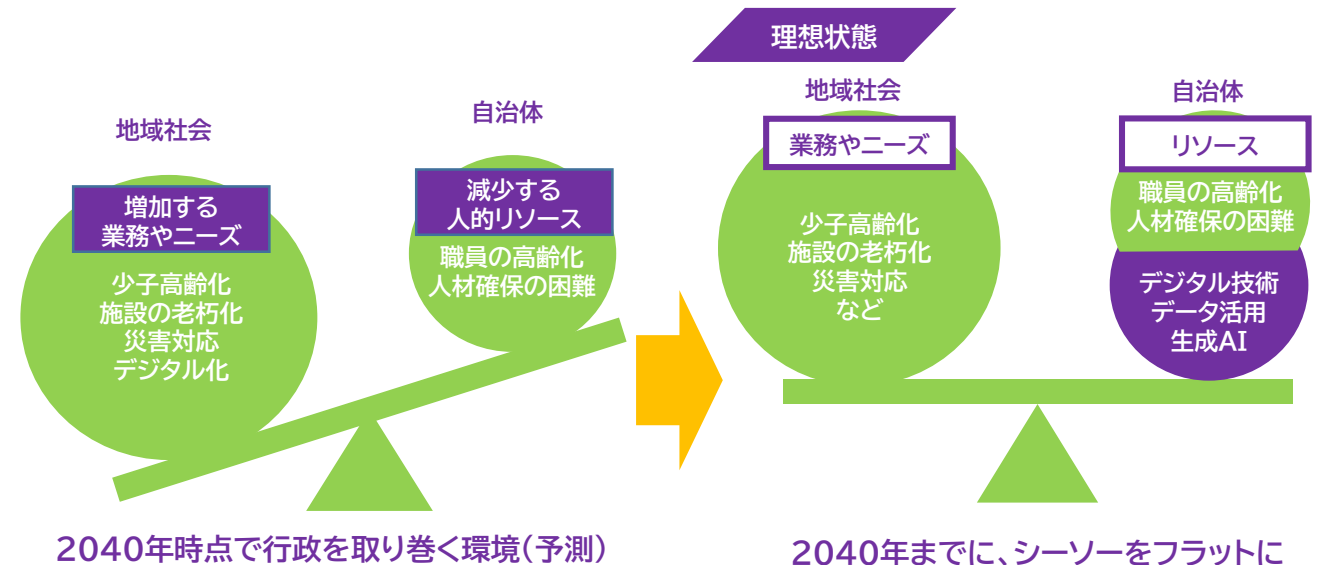 地域社会
自治体
増加する
業務やニーズ
少子高齢化
施設の老朽化
災害対応
デジタル化
減少する
人的リソース
職員の高齢化
人材確保の困難
2040年時点で行政を取り巻く環境(予測)
理想状態
地域社会
自治体
業務やニーズ
少子高齢化
施設の老朽化
災害対応
など
リソース
職員の高齢化
人材確保の困難
デジタル技術
データ活用
生成AI
2040年までに、シーソーをフラットに